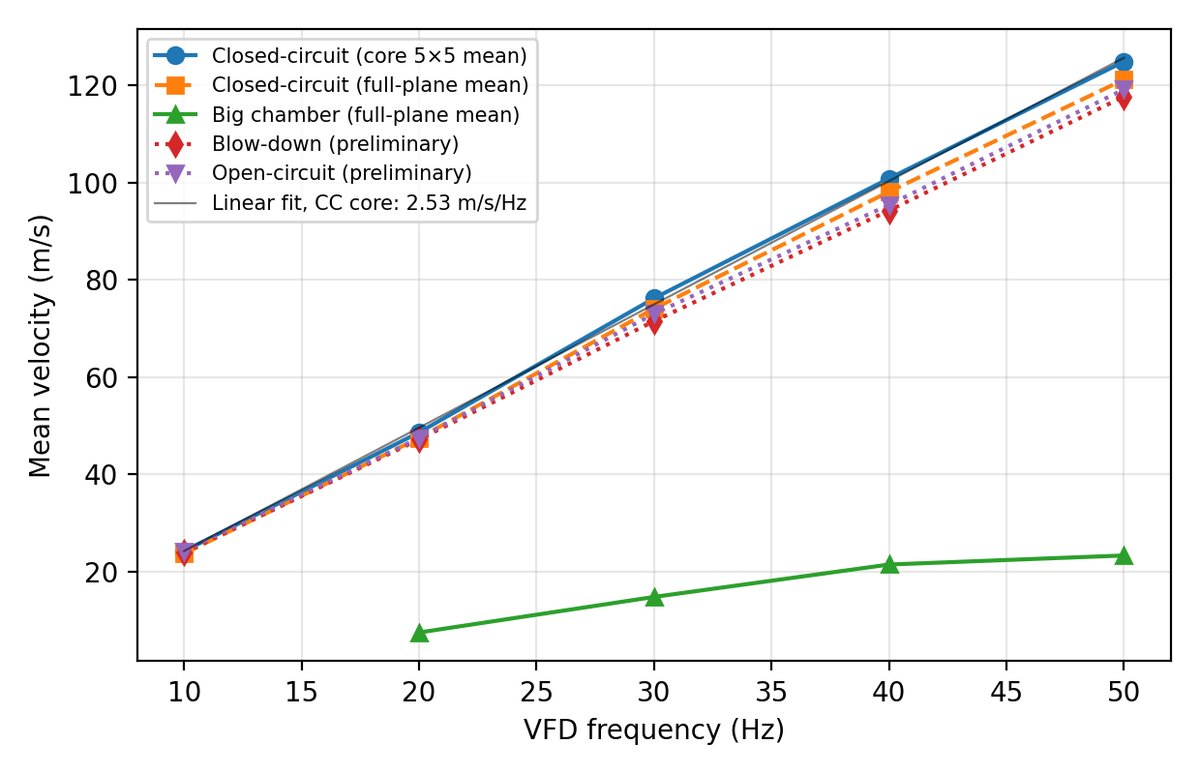 Closed-circuit (core 5×5 mean)
Closed-circuit (full-plane mean)
Big chamber (full-plane mean)
Blow-down (preliminary)
Open-circuit (preliminary)
Linear fit, CC core: 2.53 m/s/Hz
120
100
80
60
40
20
Mean velocity (m/s)
10 15 20 25 30 35 40 45 50
VFD frequency (Hz)